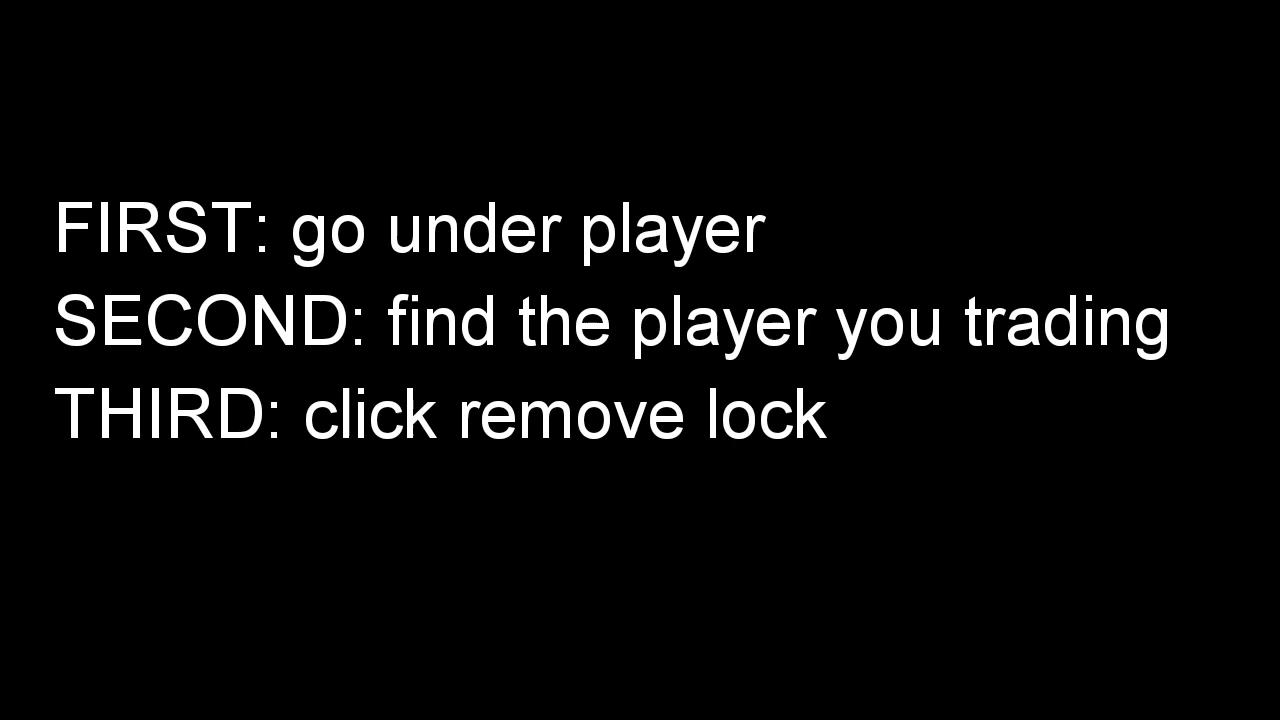 FIRST: go under player
SECOND: find the player you trading
THIRD: click remove lock